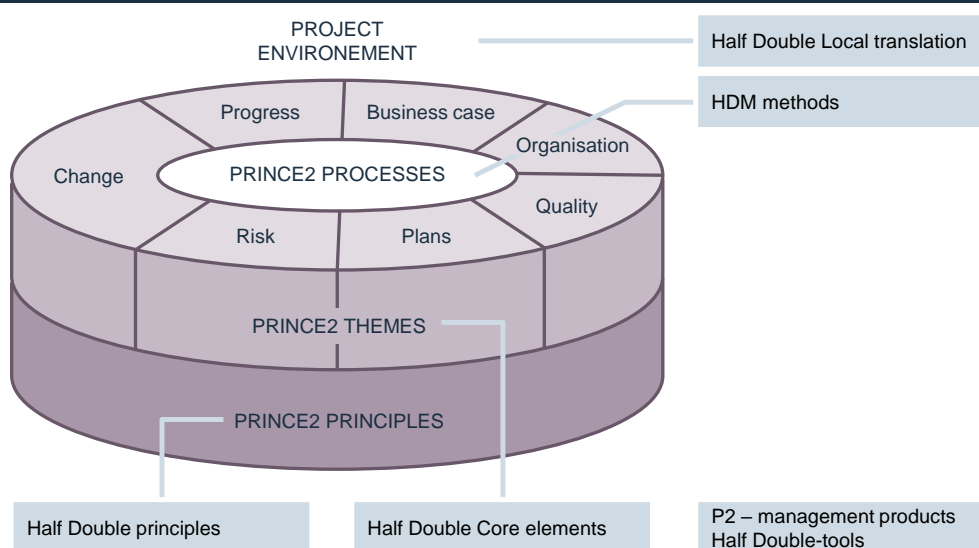 PROJECT
ENVIRONEMENT
Half Double Local translation
HDM methods
Progress
Business case
Organisation
Change
PRINCE2 PROCESSES
Quality
Risk
Plans
PRINCE2 THEMES
PRINCE2 PRINCIPLES
Half Double principles
Half Double Core elements
P2 – management products
Half Double-tools